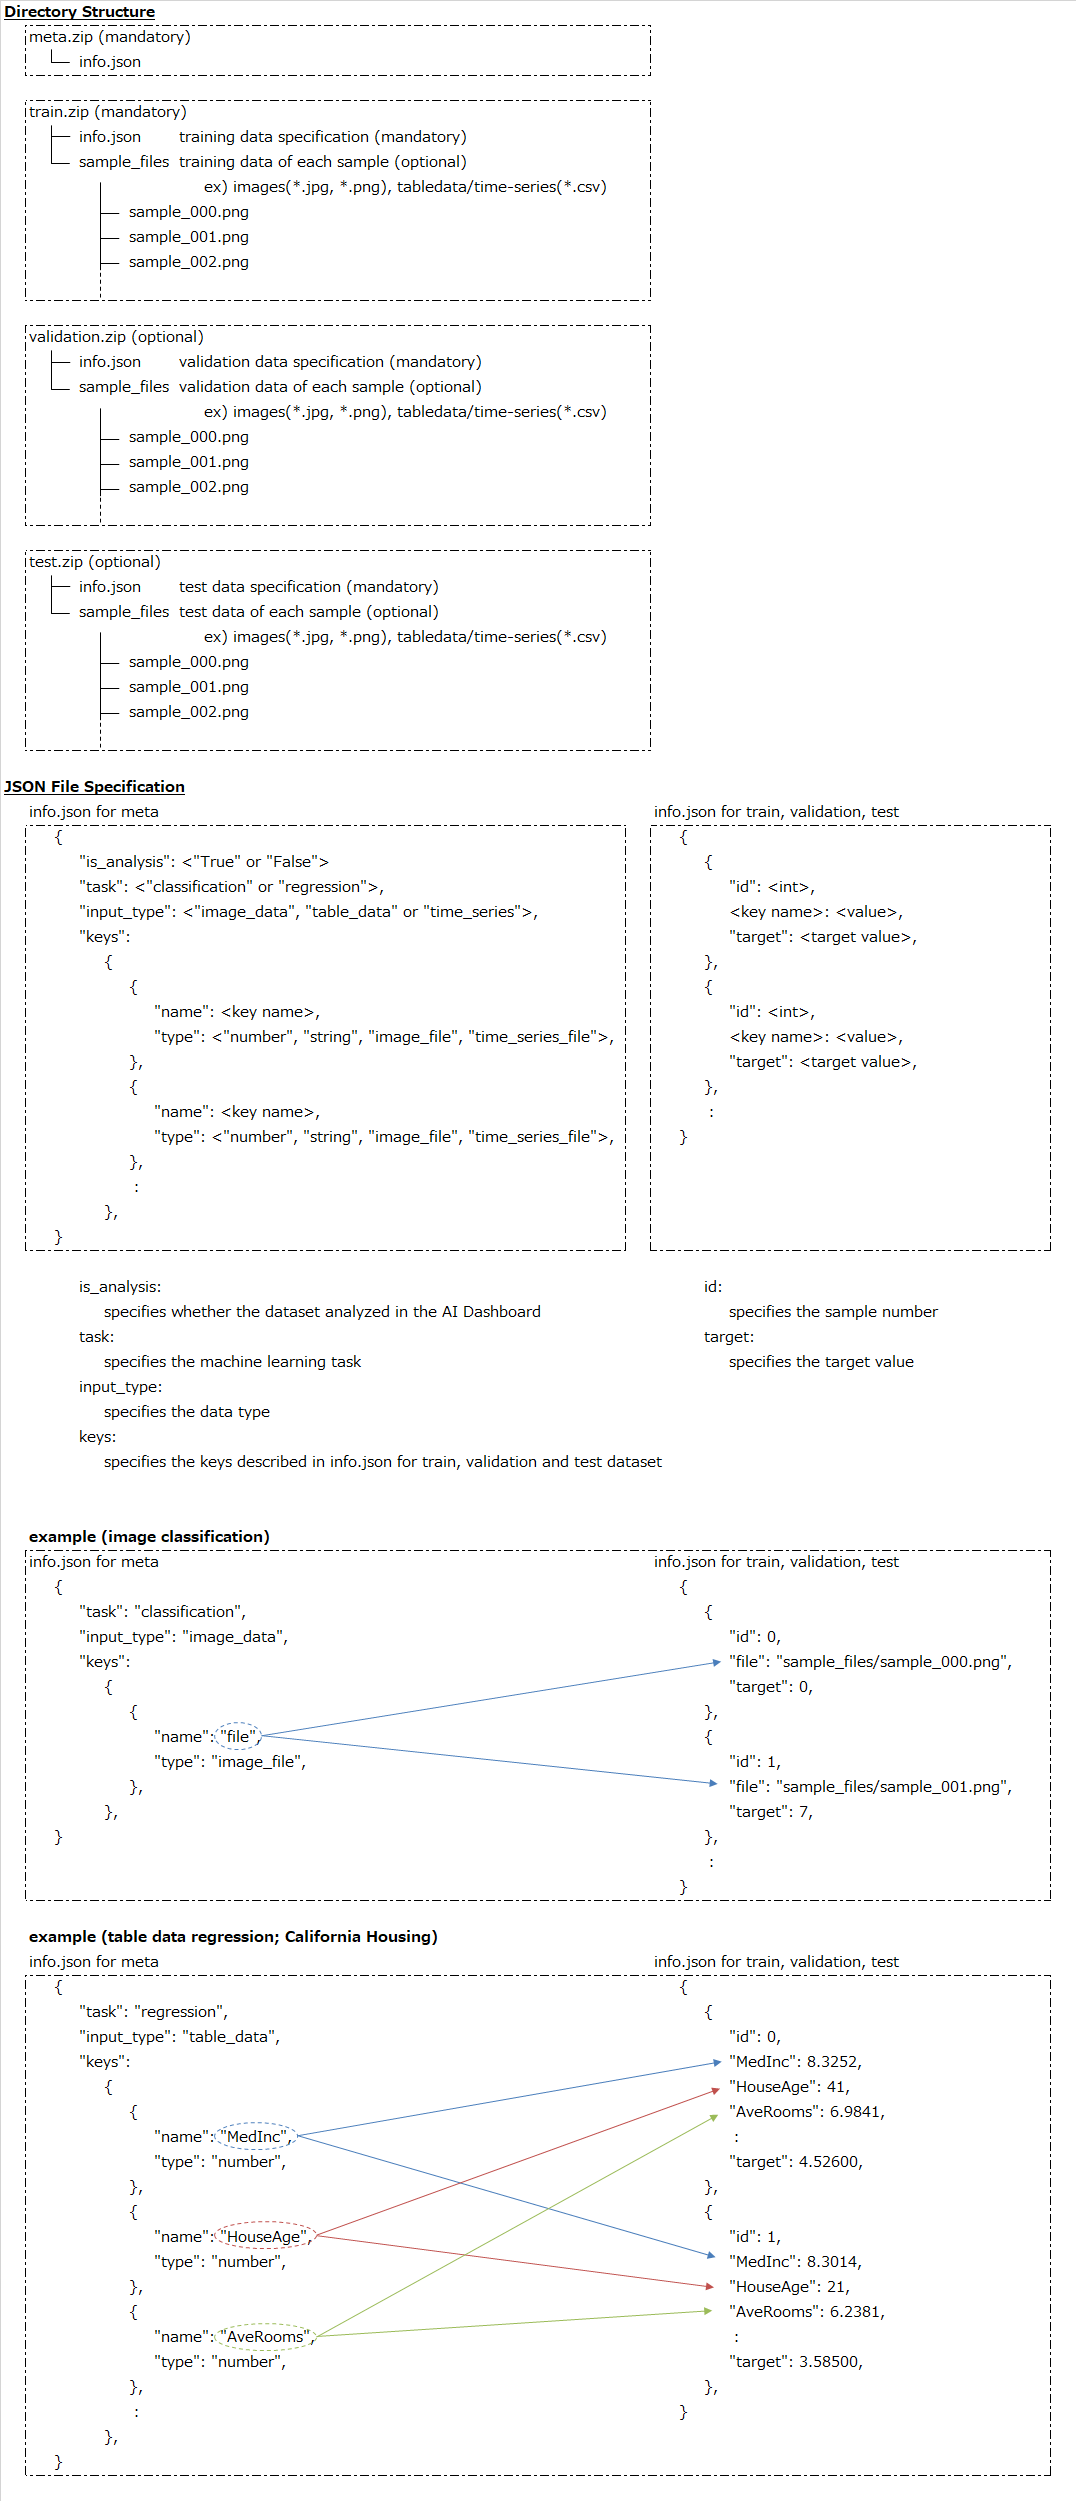 Directory Structure
meta.zip (mandatory)
info.json
train.zip (mandatory)
info.json training data specification (mandatory)
sample_files training data of each sample (optional)
ex) images(*.jpg, *.png), tabledata/time-series(*.csv)
sample_000.png
sample_001.png
sample_002.png
validation.zip (optional)
info.json validation data specification (mandatory)
sample_files validation data of each sample (optional)
ex) images(*.jpg, *.png), tabledata/time-series(*.csv)
sample_000.png
sample_001.png
sample_002.png
test.zip (optional)
info.json test data specification (mandatory)
sample_files test data of each sample (optional)
ex) images(*.jpg, *.png), tabledata/time-series(*.csv)
sample_000.png
sample_001.png
sample_002.png
JSON File Specification
info.json for meta
{
"is_analysis": <"True" or "False">
"task": <"classification" or "regression">,
"input_type": <"image_data", "table_data" or "time_series">,
"keys":
{
{
"name": <key name>,
"type": <"number", "string", "image_file", "time_series_file">,
},
{
"name": <key name>,
"type": <"number", "string", "image_file", "time_series_file">,
},
:
},
}
info.json for train, validation, test
{
{
"id": <int>,
<key name>: <value>,
"target": <target value>,
},
{
"id": <int>,
<key name>: <value>,
"target": <target value>,
},
:
}
is_analysis:
specifies whether the dataset analyzed in the AI Dashboard
task:
specifies the machine learning task
input_type:
specifies the data type
keys:
specifies the keys described in info.json for train, validation and test dataset
id:
specifies the sample number
target:
specifies the target value
example (image classification)
info.json for meta
{
"task": "classification",
"input_type": "image_data",
"keys":
{
{
"name": "file",
"type": "image_file",
},
},
}
info.json for train, validation, test
{
{
"id": 0,
"file": "sample_files/sample_000.png",
"target": 0,
},
{
"id": 1,
"file": "sample_files/sample_001.png",
"target": 7,
},
:
}
example (table data regression; California Housing)
info.json for meta
{
"task": "regression",
"input_type": "table_data",
"keys":
{
{
"name": "MedInc",
"type": "number",
},
{
"name": "HouseAge",
"type": "number",
},
{
"name": "AveRooms",
"type": "number",
},
:
},
}
info.json for train, validation, test
{
{
"id": 0,
"MedInc": 8.3252,
"HouseAge": 41,
"AveRooms": 6.9841,
:
"target": 4.52600,
},
{
"id": 1,
"MedInc": 8.3014,
"HouseAge": 21,
"AveRooms": 6.2381,
:
"target": 3.58500,
},
}